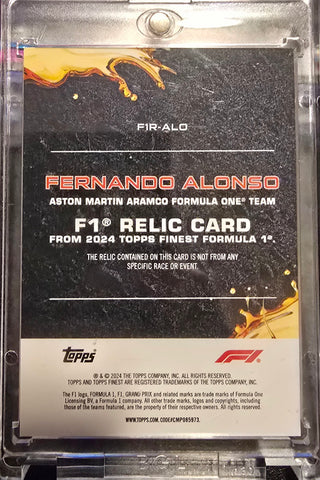 F1R-ALO
FERNANDO ALONSO
ASTON MARTIN ARAMCO FORMULA ONE® TEAM
F1® RELIC CARD
FROM 2024 TOPPS FINEST FORMULA 1®.
THE RELIC CONTAINED ON THIS CARD IS NOT FROM ANY
SPECIFIC RACE OR EVENT.
Topps F1
® & © 2024 THE TOPPS COMPANY, INC. ALL RIGHTS RESERVED.
TOPPS AND TOPPS FINEST ARE REGISTERED TRADEMARKS OF THE TOPPS COMPANY, INC.
The F1 logo, FORMULA 1, F1, GRAND PRIX and related marks are trade marks of Formula One
Licensing BV, a Formula 1 company. All other trade marks, logos and copyrights, including
those of the teams featured, are the property of their respective owners. All rights reserved.
WWW.TOPPS.COM. CODE#CMP085973.